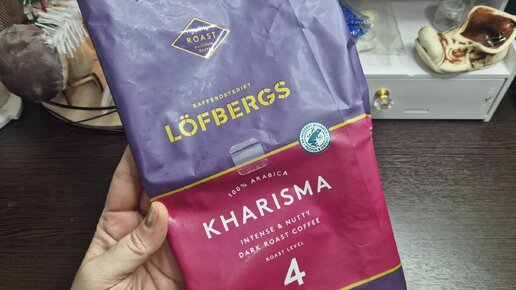 ROAST
KAFFEROSTERIET
LÖFBERGS
100% ARABICA
KHARISMA
INTENSE & NUTTY
DARK ROAST COFFEE
ROAST LEVEL
4